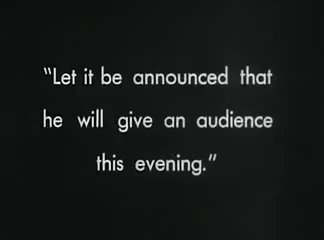 “Let it be announced that
he will give an audience
this evening.”